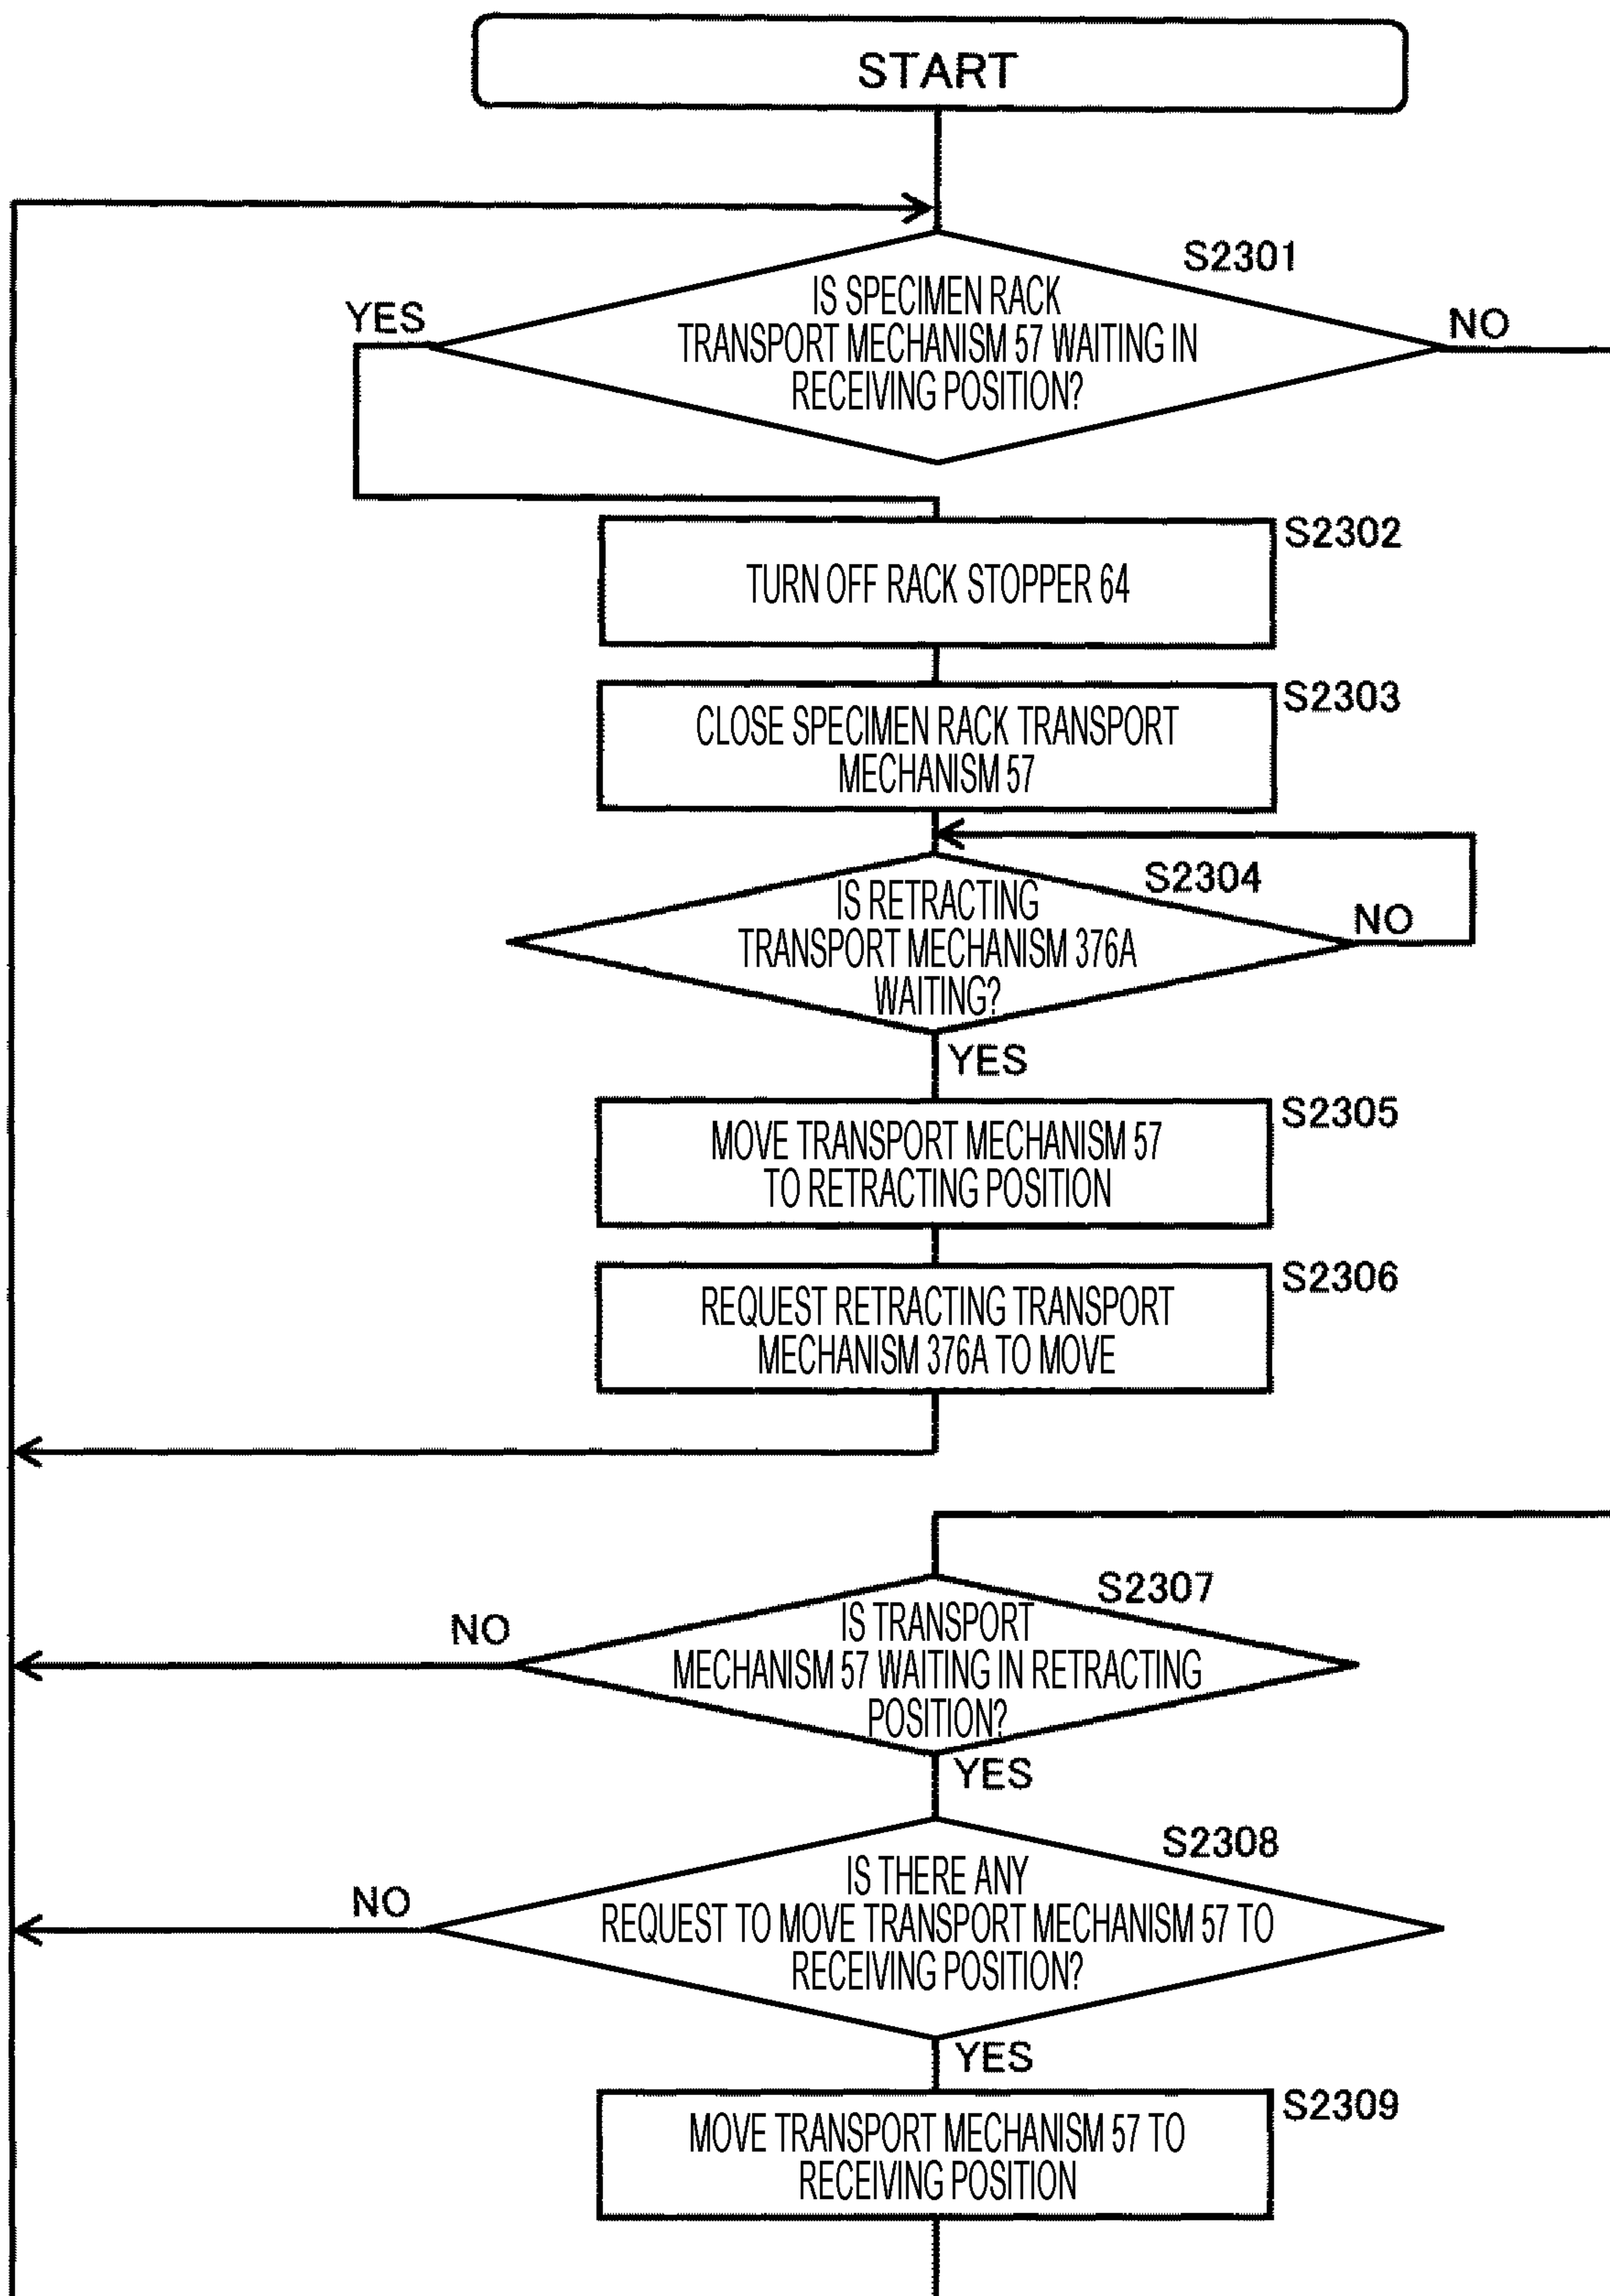 START
S2301
IS SPECIMEN RACK
TRANSPORT MECHANISM 57 WAITING IN
RECEIVING POSITION?
YES
NO
S2302
TURN OFF RACK STOPPER 64
S2303
CLOSE SPECIMEN RACK TRANSPORT
MECHANISM 57
S2304
IS RETRACTING
TRANSPORT MECHANISM 376A
WAITING?
NO
YES
S2305
MOVE TRANSPORT MECHANISM 57
TO RETRACTING POSITION
S2306
REQUEST RETRACTING TRANSPORT
MECHANISM 376A TO MOVE
S2307
IS TRANSPORT
MECHANISM 57 WAITING IN RETRACTING
POSITION?
NO
YES
S2308
IS THERE ANY
REQUEST TO MOVE TRANSPORT MECHANISM 57 TO
RECEIVING POSITION?
NO
YES
S2309
MOVE TRANSPORT MECHANISM 57 TO
RECEIVING POSITION